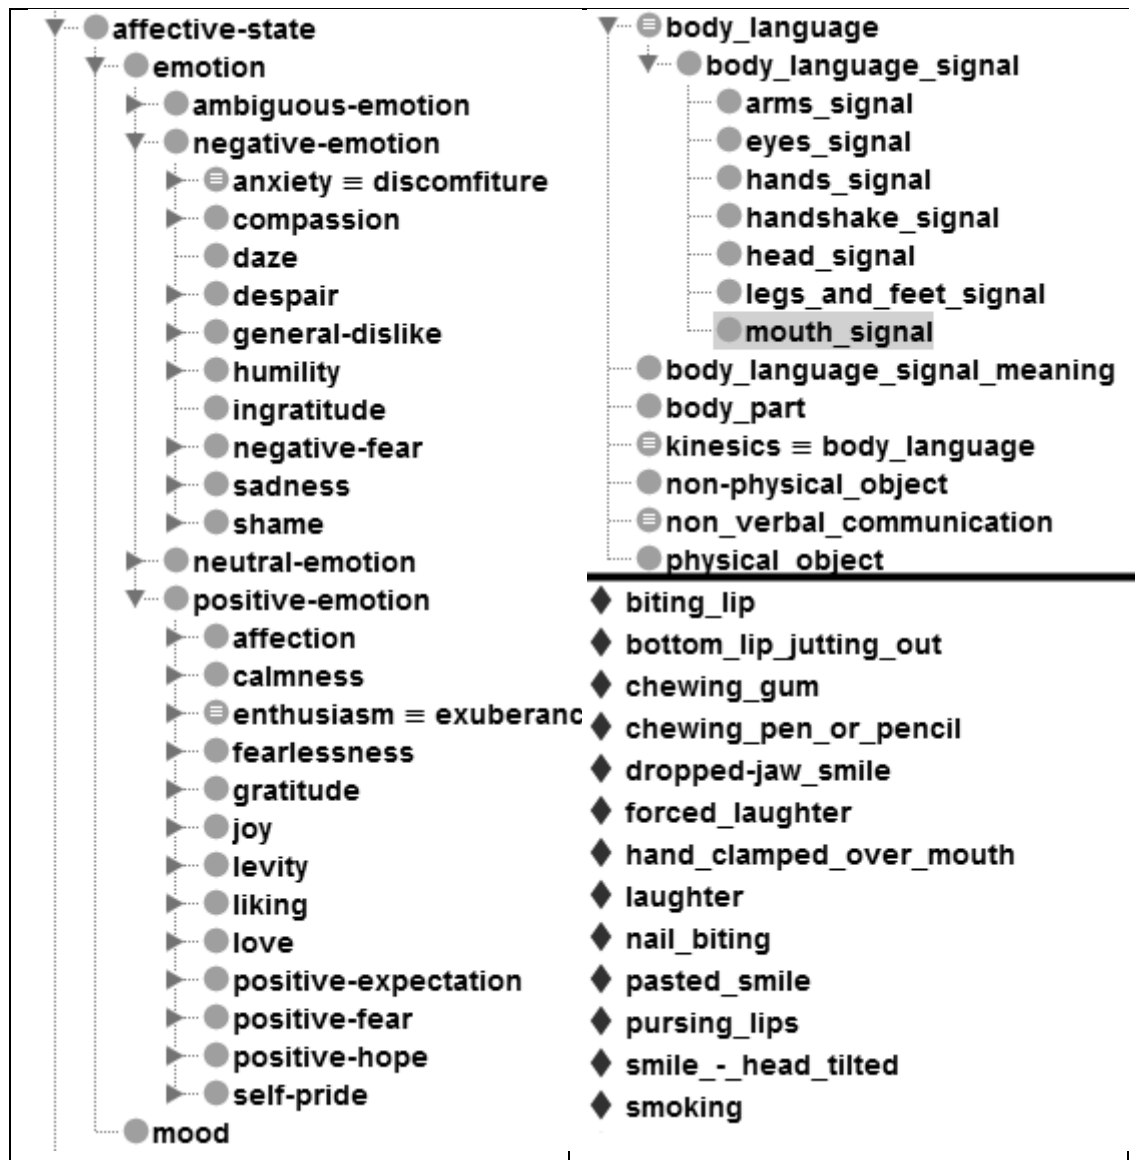 affective-state
emotion
ambiguous-emotion
negative-emotion
anxiety ≡ discomfiture
compassion
daze
despair
general-dislike
humility
ingratitude
negative-fear
sadness
shame
neutral-emotion
positive-emotion
affection
calmness
enthusiasm ≡ exuberanc
fearlessness
gratitude
joy
levity
liking
love
positive-expectation
positive-fear
positive-hope
self-pride
mood
body_language
body_language_signal
arms_signal
eyes_signal
hands_signal
handshake_signal
head_signal
legs_and_feet_signal
mouth_signal
body_language_signal_meaning
body_part
kinesics ≡ body_language
non-physical_object
non_verbal_communication
physical_object
biting_lip
bottom_lip_jutting_out
chewing_gum
chewing_pen_or_pencil
dropped-jaw_smile
forced_laughter
hand_clamped_over_mouth
laughter
nail_biting
pasted_smile
pursing_lips
smile_-_head_tilted
smoking